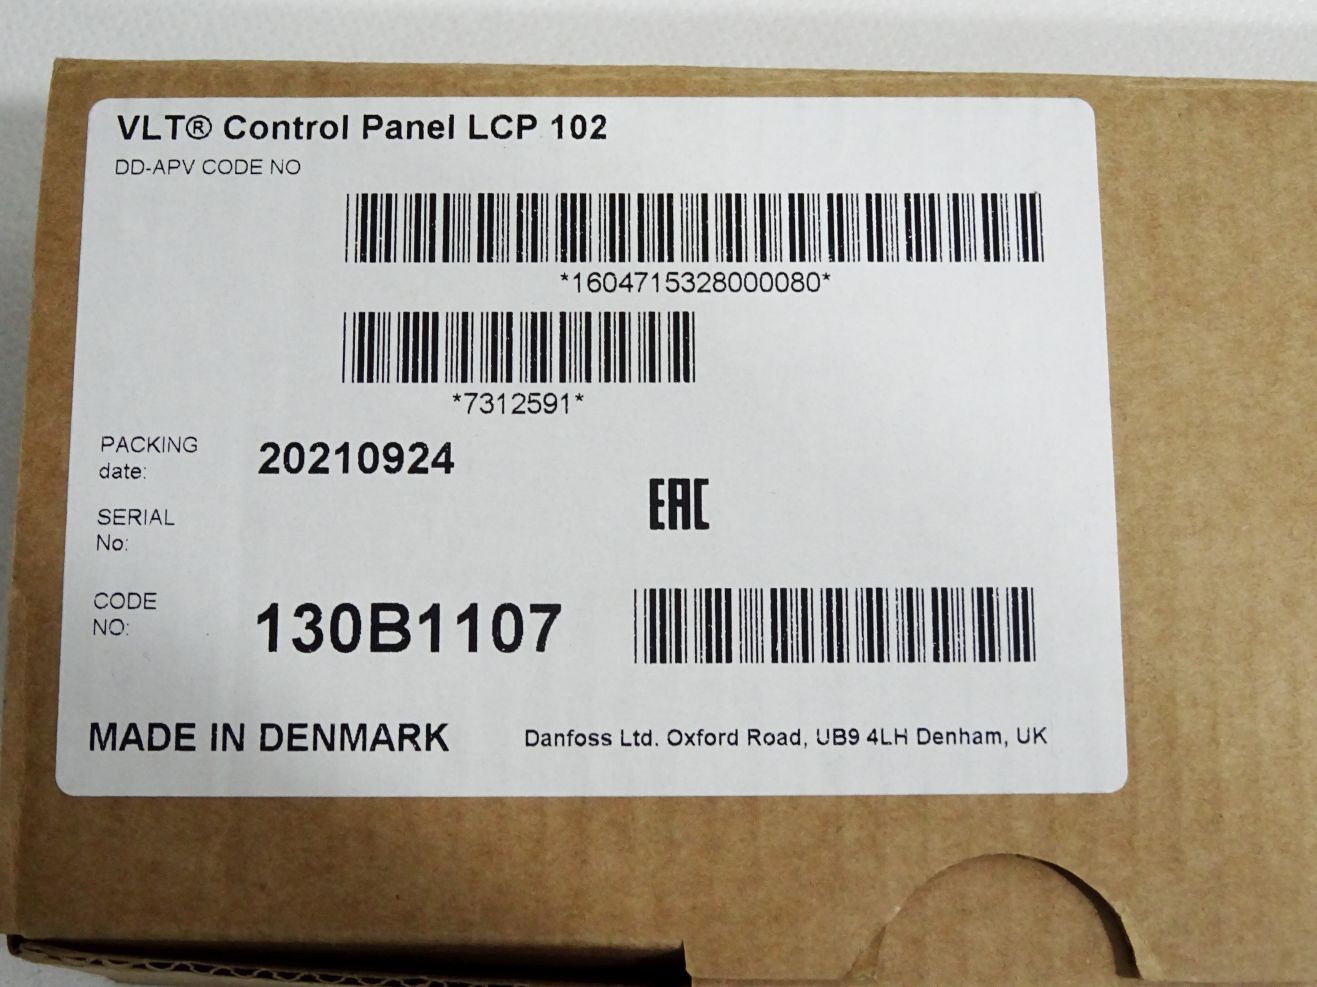 VLT® Control Panel LCP 102
DD-APV CODE NO
*1604715328000080*
*7312591*
PACKING
date:
20210924
EAC
SERIAL
No:
CODE
NO:
130B1107
MADE IN DENMARK
Danfoss Ltd. Oxford Road, UB9 4LH Denham, UK